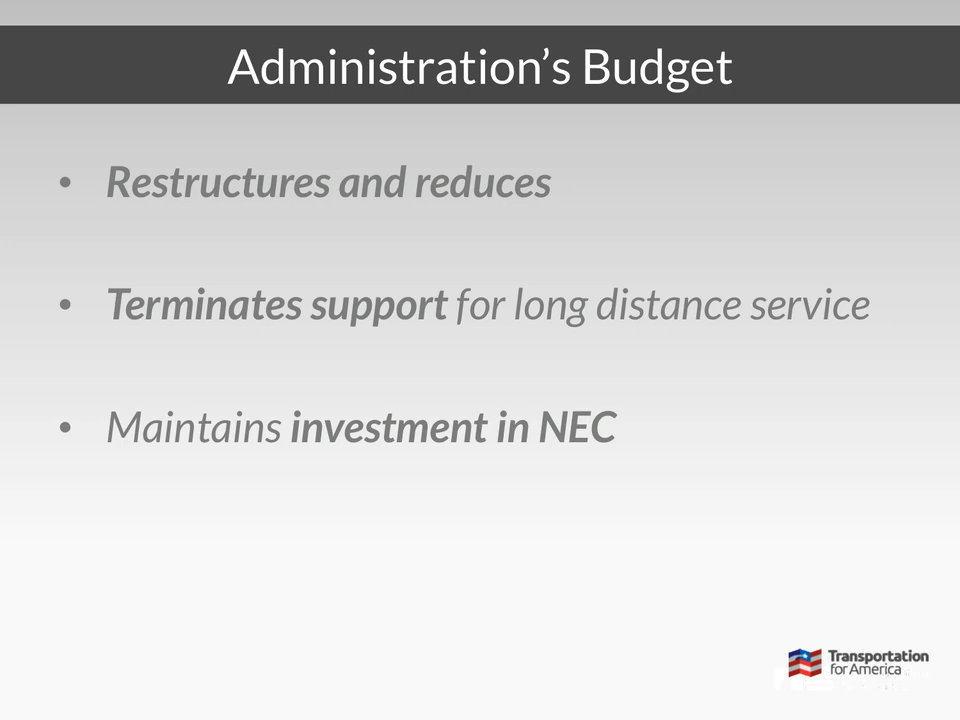 Administration’s Budget
• Restructures and reduces
• Terminates support for long distance service
• Maintains investment in NEC
Transportation
for America